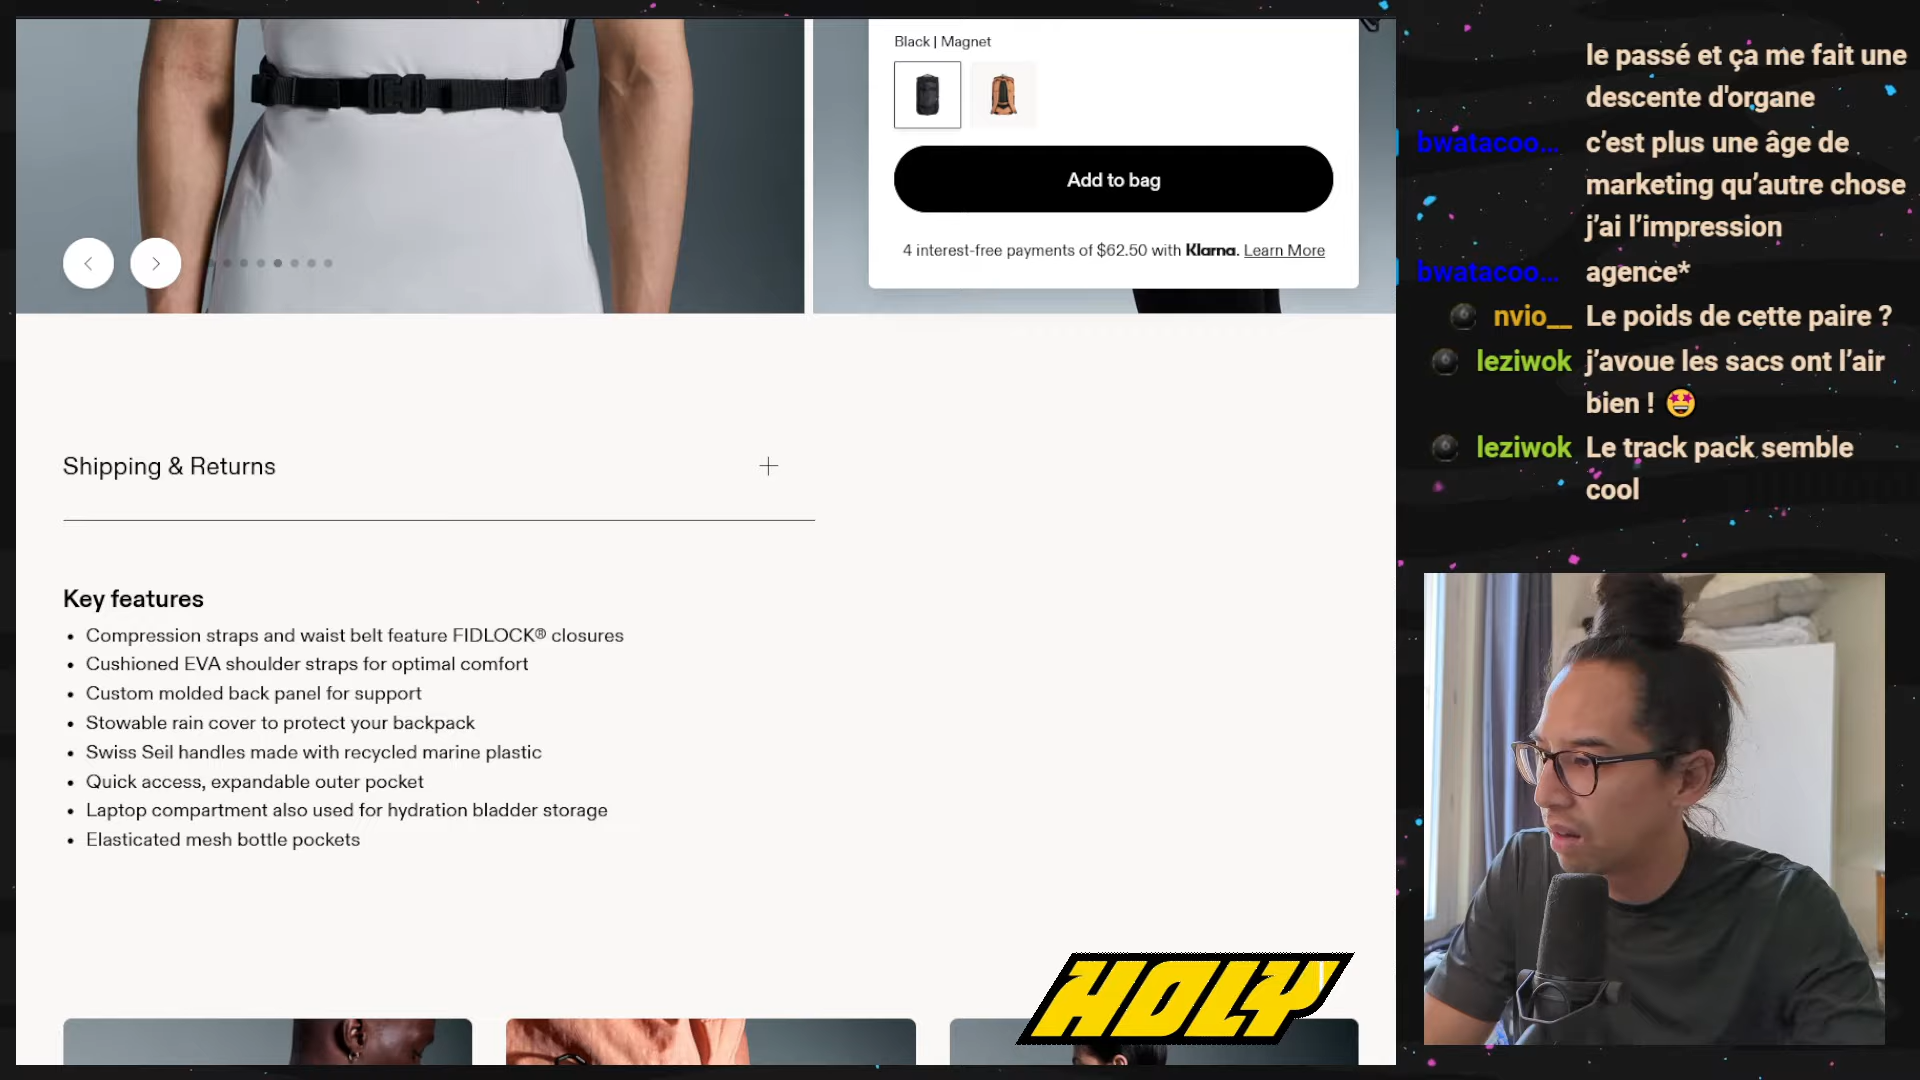 Black | Magnet
Add to bag
4 interest-free payments of $62.50 with Klarna. Learn More
Shipping & Returns
Key features
• Compression straps and waist belt feature FIDLOCK® closures
• Cushioned EVA shoulder straps for optimal comfort
• Custom molded back panel for support
• Stowable rain cover to protect your backpack
• Swiss Seil handles made with recycled marine plastic
• Quick access, expandable outer pocket
• Laptop compartment also used for hydration bladder storage
• Elasticated mesh bottle pockets
HOLY
le passé et ça me fait une
descente d'organe
bwatacoo... c’est plus une âge de
marketing qu’autre chose
j’ai l’impression
bwatacoo... agence*
nvio__ Le poids de cette paire ?
leziwok j’avoue les sacs ont l’air
bien ! 🤩
leziwok Le track pack semble
cool